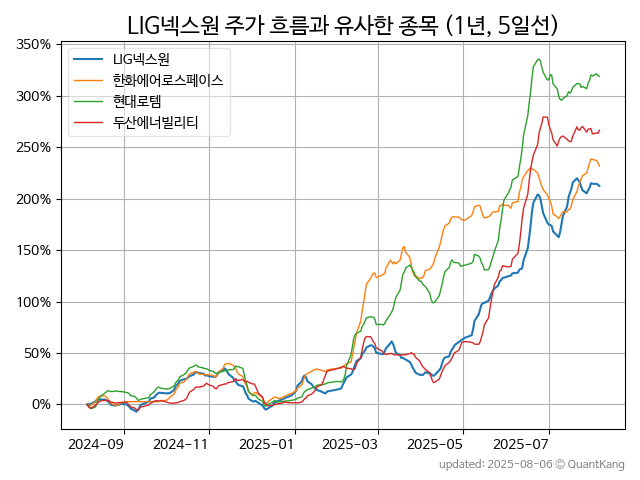 LIG넥스원 주가 흐름과 유사한 종목 (1년, 5일선)
350%
300%
250%
200%
150%
100%
50%
0%
LIG넥스원
한화에어로스페이스
현대로템
두산에너빌리티
2024-09
2024-11
2025-01
2025-03
2025-05
2025-07
updated: 2025-08-06 © QuantKang